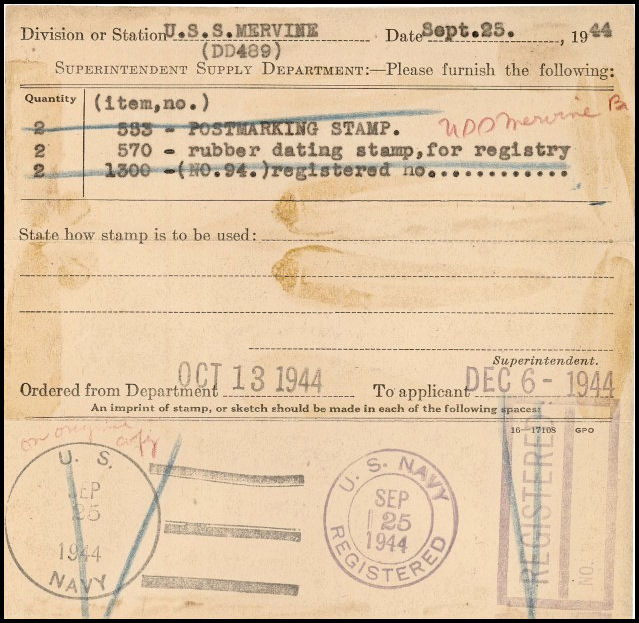 Division or Station U.S.S.MERVINE Date Sept.25. , 1944
(DD489)
SUPERINTENDENT SUPPLY DEPARTMENT:—Please furnish the following:
Quantity (item,no.)
2 583 - POSTMARKING STAMP.
Mervine
2 570 - rubber dating stamp,for registry
2 1300 -(NO.94.)registered no............
State how stamp is to be used:
Superintendent.
Ordered from Department OCT 13 1944 To applicant DEC 6- 1944
An imprint of stamp, or sketch should be made in each of the following spaces:
16—17108 GPO
on
U. S.
SEP
25
1944
NAVY
U. S. NAVY
SEP
25
1944
REGISTERED
REGISTERED
NO.